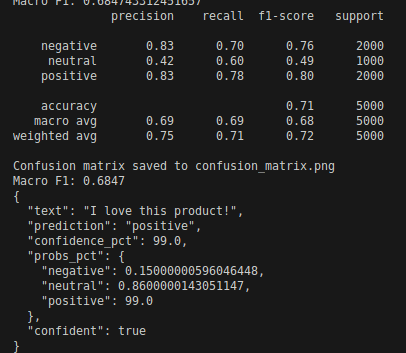 Macro F1: 0.684743312451657
precision recall f1-score support
negative 0.83 0.70 0.76 2000
neutral 0.42 0.60 0.49 1000
positive 0.83 0.78 0.80 2000
accuracy 0.71 5000
macro avg 0.69 0.69 0.68 5000
weighted avg 0.75 0.71 0.72 5000
Confusion matrix saved to confusion_matrix.png
Macro F1: 0.6847
{
"text": "I love this product!",
"prediction": "positive",
"confidence_pct": 99.0,
"probs_pct": {
"negative": 0.15000000596046448,
"neutral": 0.8600000143051147,
"positive": 99.0
},
"confident": true
}